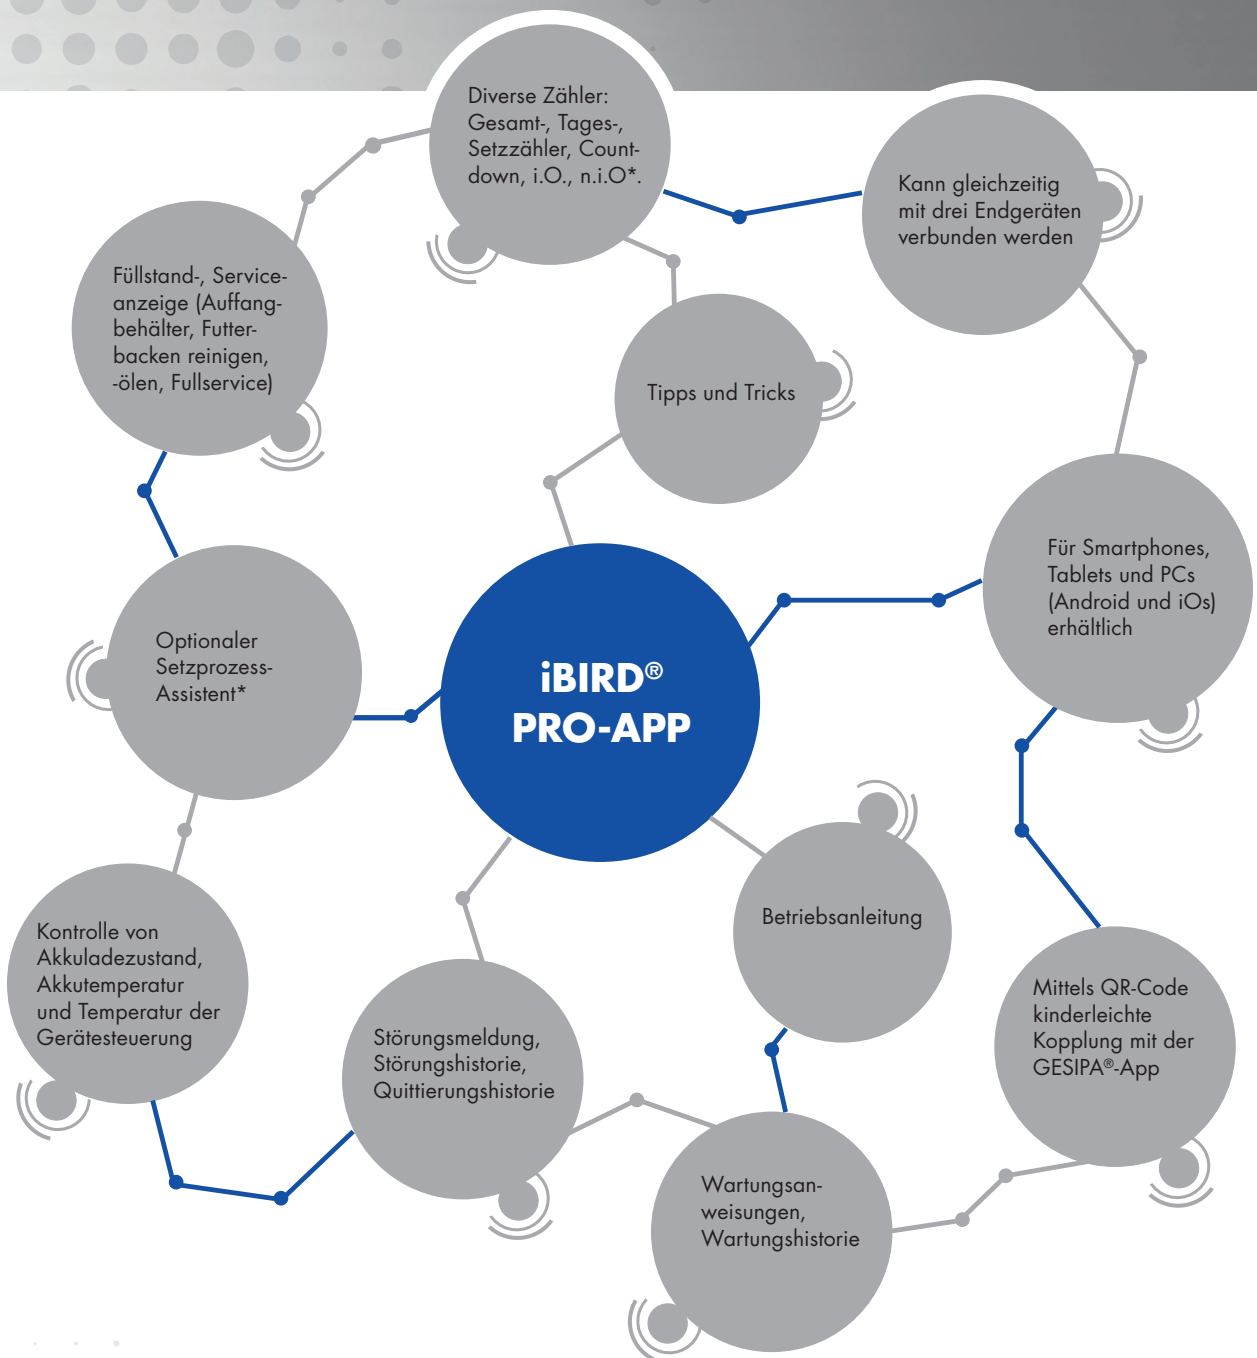 Diverse Zähler:
Gesamt-, Tages-,
Setzzähler, Count-
down, i.O., n.i.O*.
Kann gleichzeitig
mit drei Endgeräten
verbunden werden
Füllstand-, Service-
anzeige (Auffang-
behälter, Futter-
backen reinigen,
-ölen, Fullservice)
Tipps und Tricks
Für Smartphones,
Tablets und PCs
(Android und iOs)
erhältlich
Optionaler
Setzprozess-
Assistent*
iBIRD®
PRO-APP
Betriebsanleitung
Kontrolle von
Akkuladezustand,
Akkutemperatur
und Temperatur der
Gerätesteuerung
Mittels QR-Code
kinderleichte
Kopplung mit der
GESIPA®-App
Störungsmeldung,
Störungshistorie,
Quittierungshistorie
Wartungsan-
weisungen,
Wartungshistorie